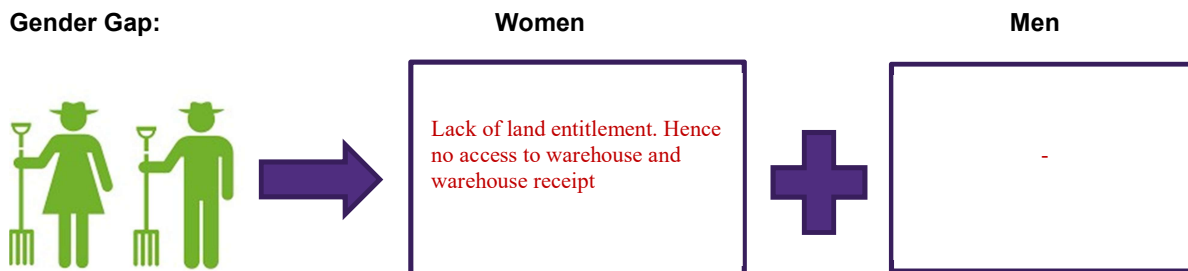 Gender Gap: Women Men
Lack of land entitlement. Hence
no access to warehouse and
warehouse receipt
-